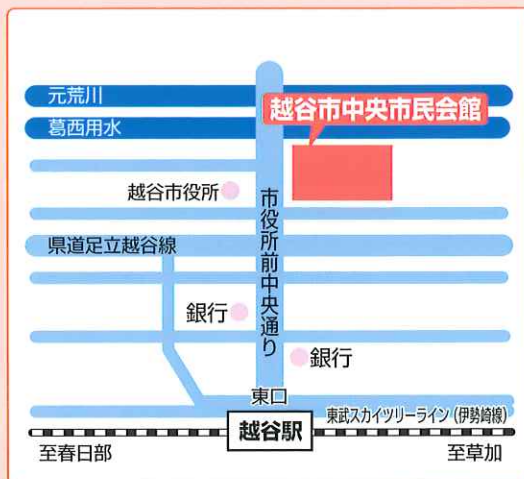 元荒川
葛西用水
越谷市中央市民会館
越谷市役所
市役所前中央通り
県道足立越谷線
銀行
銀行
東口
東武スカイツリーライン(伊勢崎線)
越谷駅
至春日部
至草加